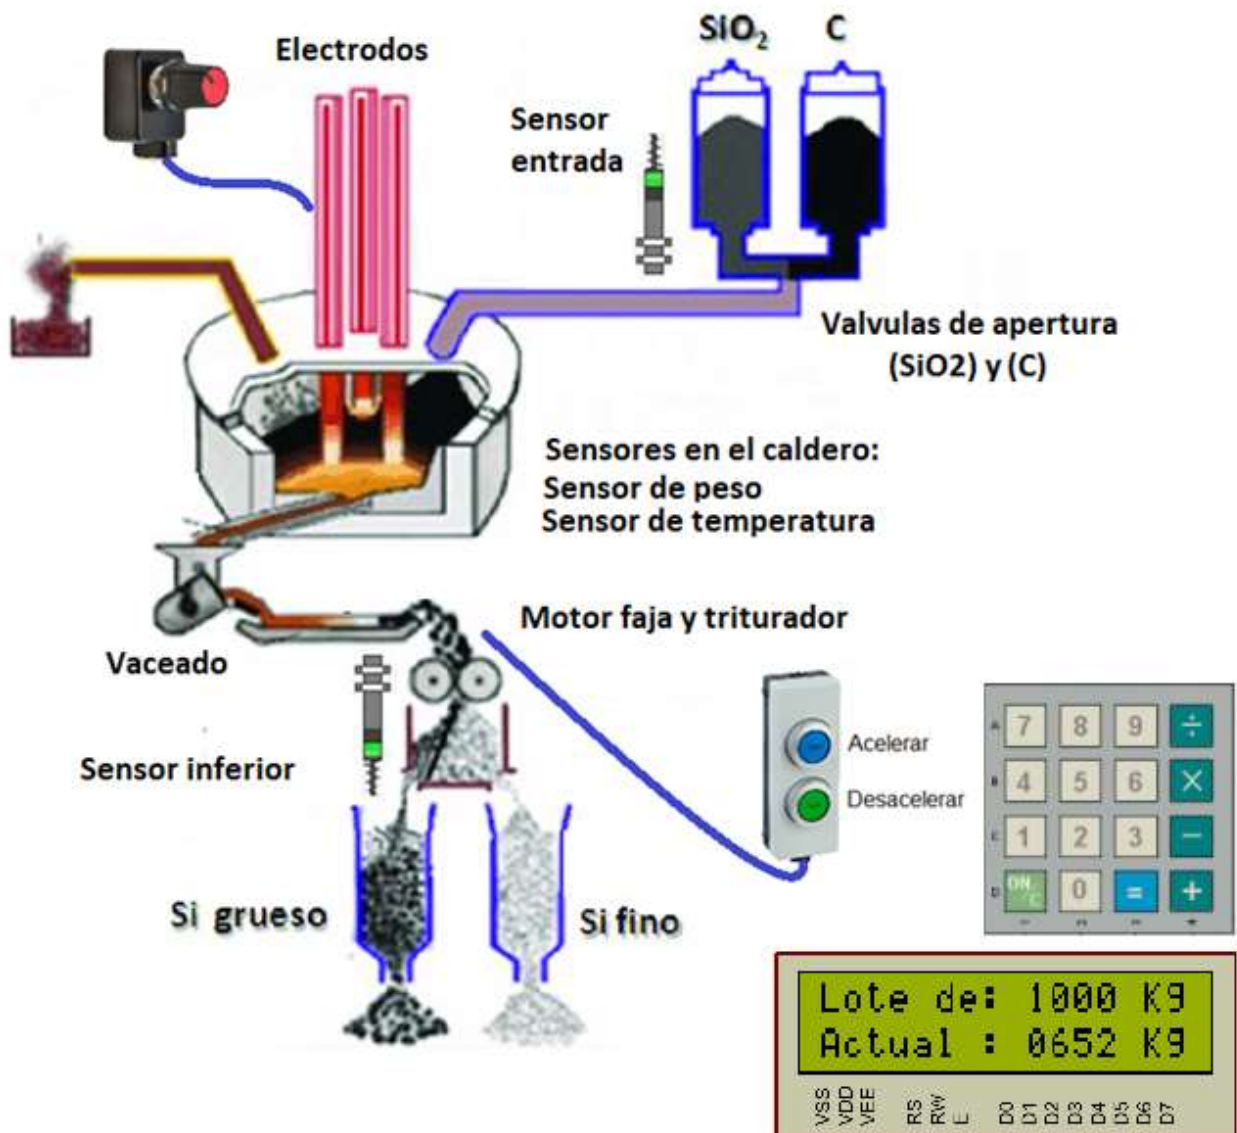 SiO2 C
Electrodos
Sensor
entrada
Valvulas de apertura
(SiO2) y (C)
Sensores en el caldero:
Sensor de peso
Sensor de temperatura
Motor faja y triturador
Vaceado
Sensor inferior
Acelerar
Desacelerar
7 8 9 ÷
4 5 6 ×
1 2 3 −
ON/C 0 = +
A
B
C
D
Si grueso
Si fino
Lote de: 1000 K9
Actual : 0652 K9
VSS
VDD
VEE
RS
RW
E
D0
D1
D2
D3
D4
D5
D6
D7